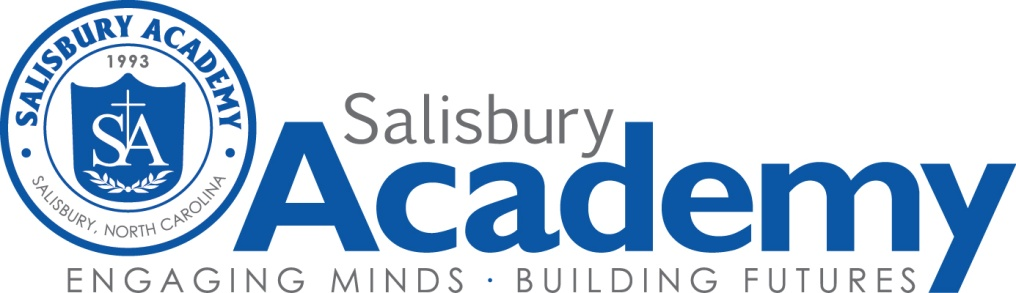 SALISBURY ACADEMY
1993
SA
SALISBURY, NORTH CAROLINA
Salisbury
Academy
ENGAGING MINDS · BUILDING FUTURES